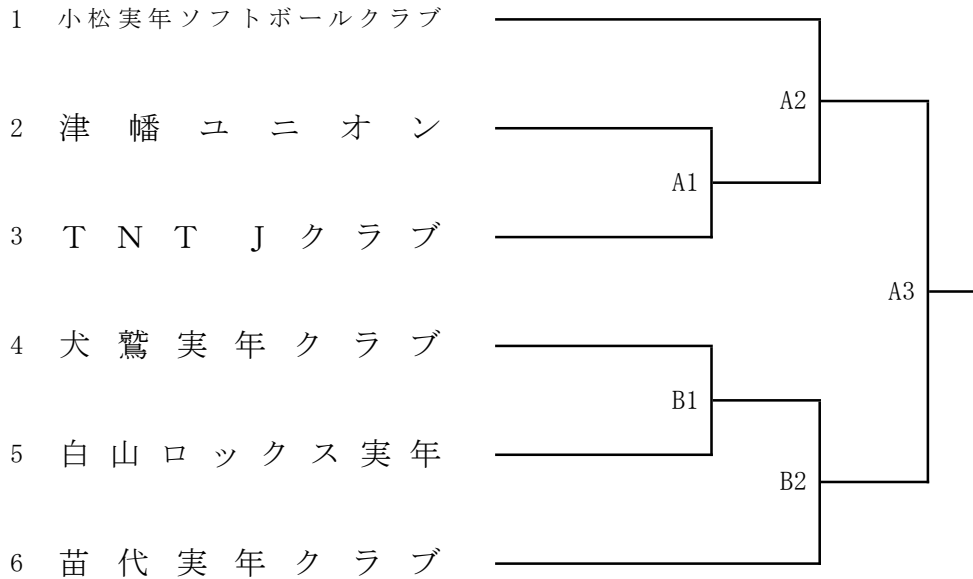 1 小松実年ソフトボールクラブ
A2
2 津幡ユニオン
A1
3 TNT Jクラブ
A3
4 犬鷲実年クラブ
B1
5 白山ロックス実年
B2
6 苗代実年クラブ